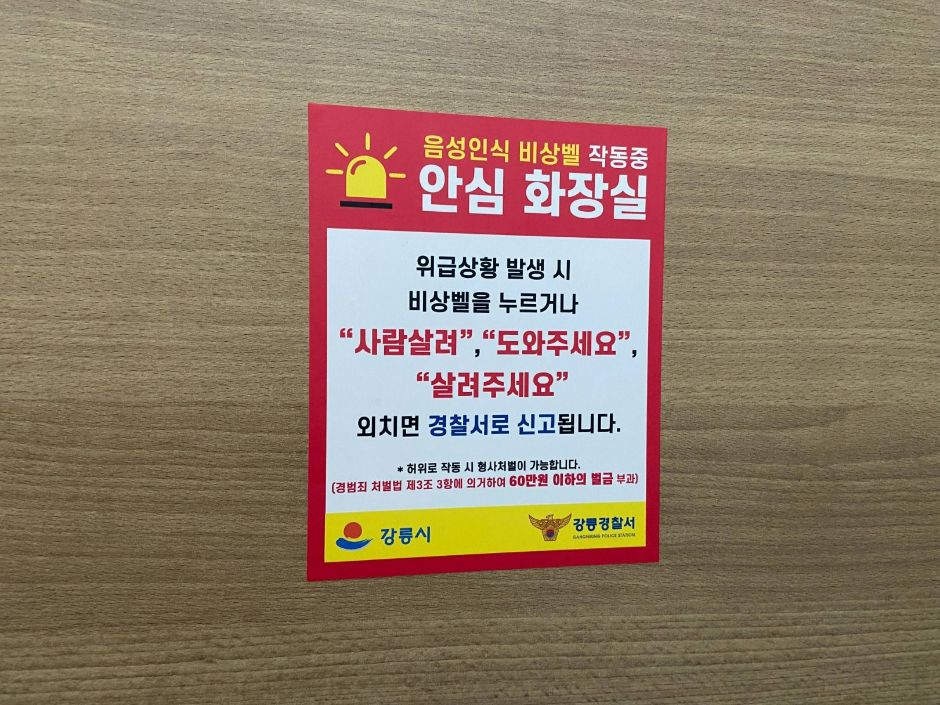 음성인식 비상벨 작동중
안심 화장실
위급상황 발생 시
비상벨을 누르거나
“사람살려”,“도와주세요”,
“살려주세요”
외치면 경찰서로 신고됩니다.
* 허위로 작동 시 형사처벌이 가능합니다.
(경범죄 처벌법 제3조 3항에 의거하여 60만원 이하의 벌금 부과)
강릉시
강릉경찰서
GANGNEUNG POLICE STATION